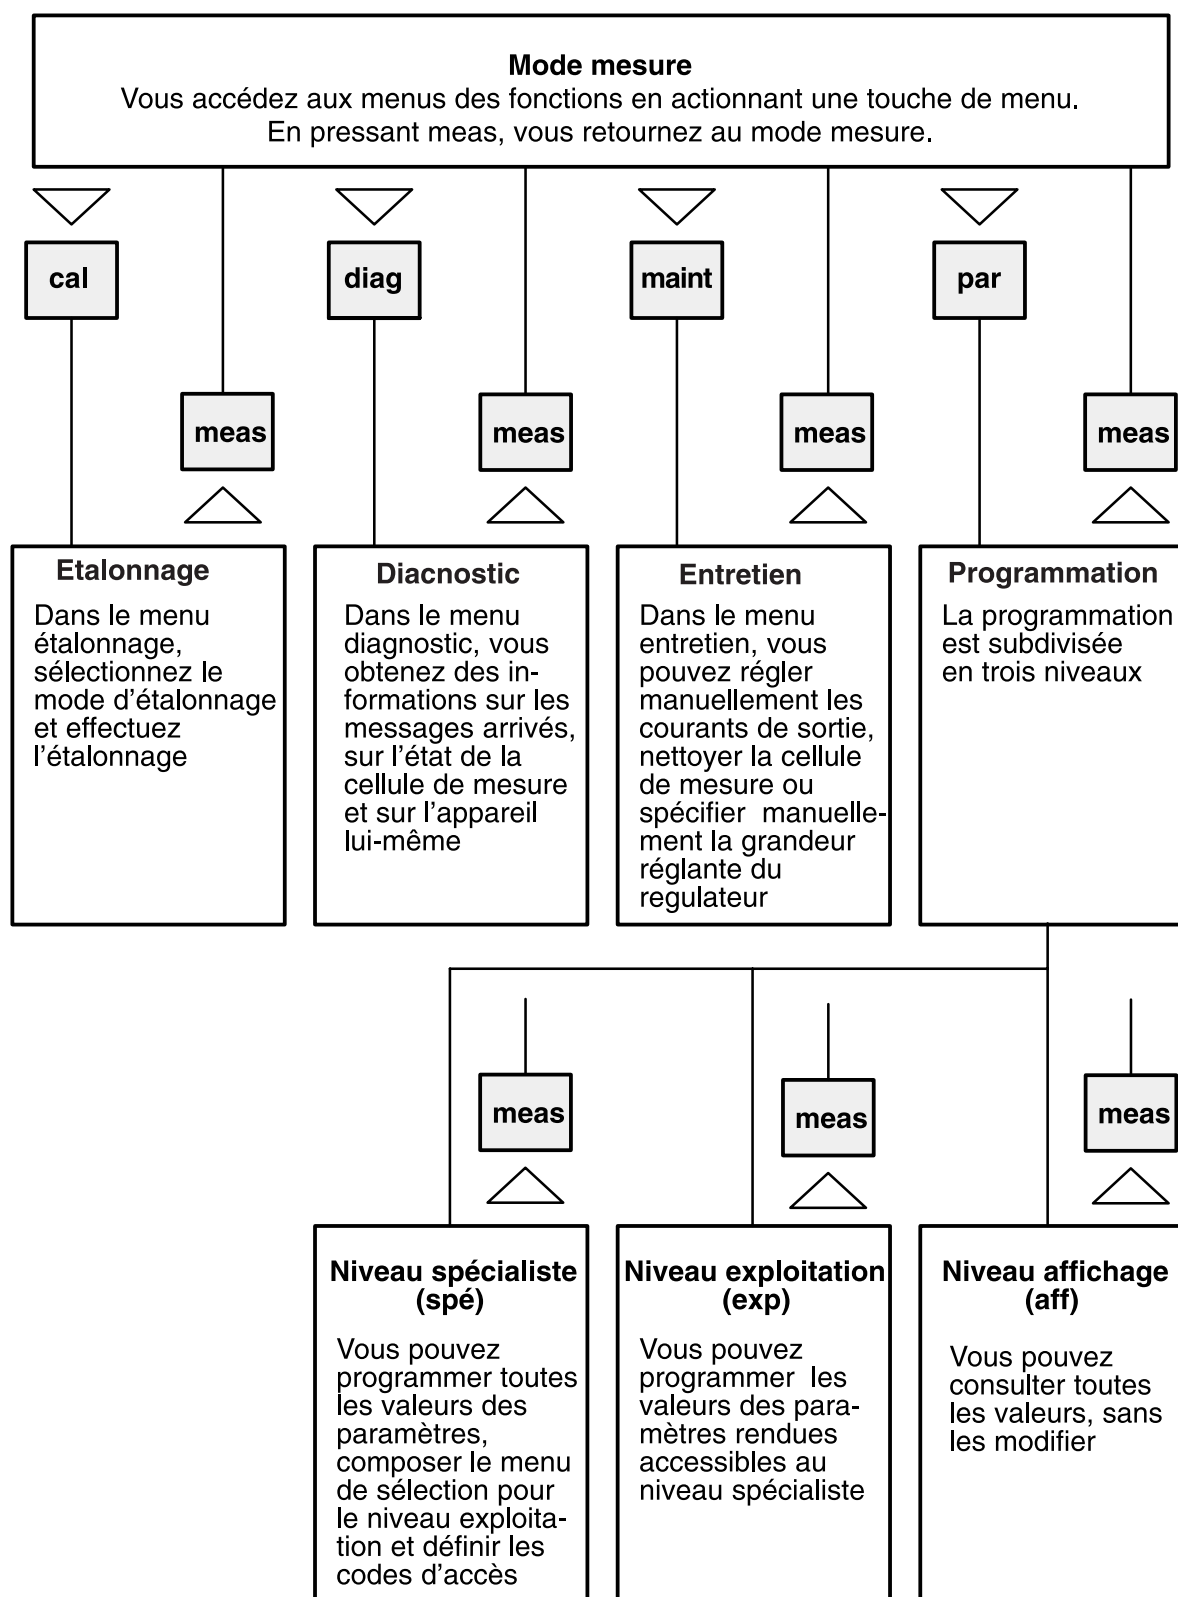 Mode mesure
Vous accédez aux menus des fonctions en actionnant une touche de menu.
En pressant meas, vous retournez au mode mesure.
cal
diag
maint
par
meas
meas
meas
meas
Etalonnage
Dans le menu
étalonnage,
sélectionnez le
mode d'étalonnage
et effectuez
l'étalonnage
Diacnostic
Dans le menu
diagnostic, vous
obtenez des in-
formations sur les
messages arrivés,
sur l'état de la
cellule de mesure
et sur l'appareil
lui-même
Entretien
Dans le menu
entretien, vous
pouvez régler
manuellement les
courants de sortie,
nettoyer la cellule
de mesure ou
spécifier manuelle-
ment la grandeur
réglante du
regulateur
Programmation
La programmation
est subdivisée
en trois niveaux
meas
meas
meas
Niveau spécialiste
(spé)
Vous pouvez
programmer toutes
les valeurs des
paramètres,
composer le menu
de sélection pour
le niveau exploita-
tion et définir les
codes d'accès
Niveau exploitation
(exp)
Vous pouvez
programmer les
valeurs des para-
mètres rendues
accessibles au
niveau spécialiste
Niveau affichage
(aff)
Vous pouvez
consulter toutes
les valeurs, sans
les modifier